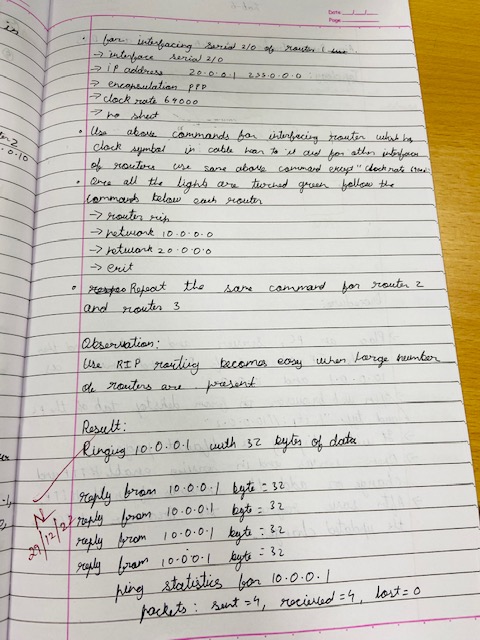 Date
Page
• for interfacing serial 2/0 of router 1 use
→ interface serial 2/0
→ iP address 20.0.0.1 255.0.0.0
→ encapsulation PPP
→ clock rate 64000
→ no shut
• Use above commands for interfacing router which has
clock symbol in cable near to it and for other interfaces
of routers use same above command except "clock rate
• Once all the lights are turned green follow the
commands below each router
→ router rip
→ network 10.0.0.0
→ network 20.0.0.0
→ exit
• Repeat the same command for router 2
and router 3
Observation:
Use RIP routing becomes easy when large number
of routers are present
Result:
Pinging 10.0.0.1 with 32 bytes of data
reply from 10.0.0.1 byte = 32
reply from 10.0.0.1 byte = 32
reply from 10.0.0.1 byte = 32
reply from 10.0.0.1 byte = 32
ping statistics for 10.0.0.1
packets: sent = 4, recieved = 4, lost = 0
N
29/12/22